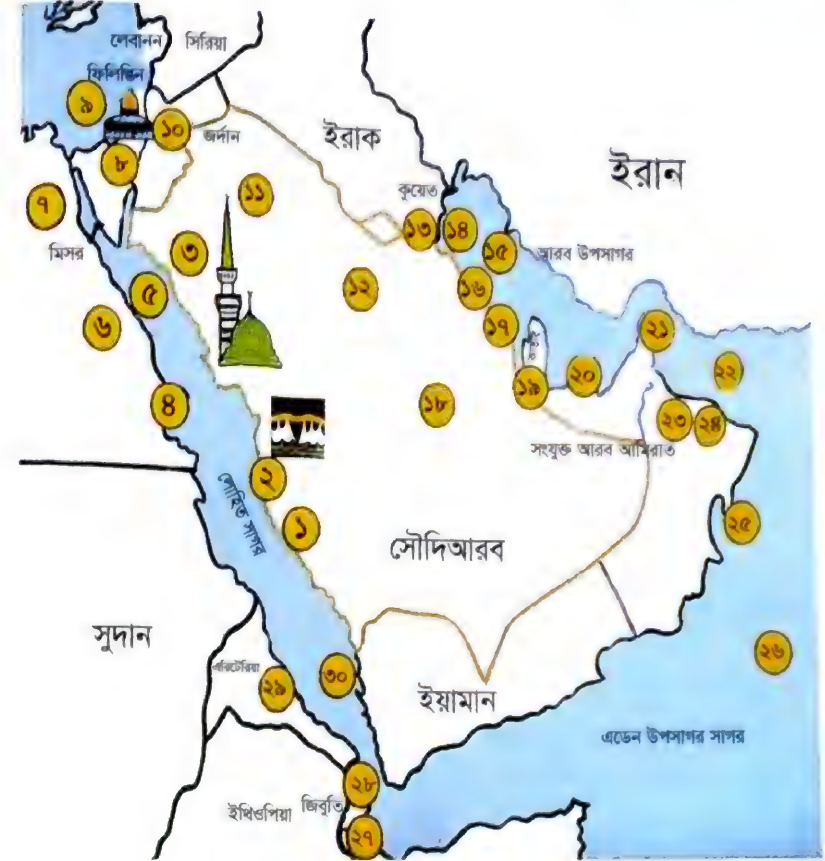 লেবানন
সিরিয়া
ফিলিস্তিন
৯
১০
জর্দান
ইরাক
ইরান
৮
১১
কুয়েত
৭
১৩
১৪
মিসর
৩
১৫
আরব উপসাগর
৫
১২
১৬
৬
১৭
২১
২২
২০
১৯
৪
১৮
২৩
২৪
সংযুক্ত আরব আমিরাত
২
লোহিত সাগর
১
২৫
সৌদিআরব
সুদান
২৬
এরিটেরিয়া
২৯
৩০
ইয়ামান
এডেন উপসাগর সাগর
২৮
জিবুতি
ইথিওপিয়া
২৭